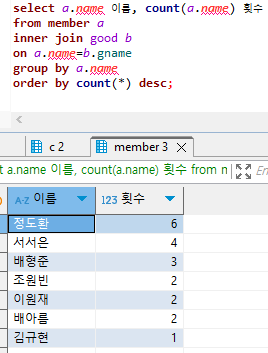 select a.name 이름, count(a.name) 횟수
from member a
inner join good b
on a.name=b.gname
group by a.name
order by count(*) desc;
<
c 2
member 3
t a.name 이름, count(a.name) 횟수 from n
En
A-Z 이름
123 횟수
정도환 6
서서은 4
배형준 3
조원빈 2
이원재 2
배아름 2
김규현 1